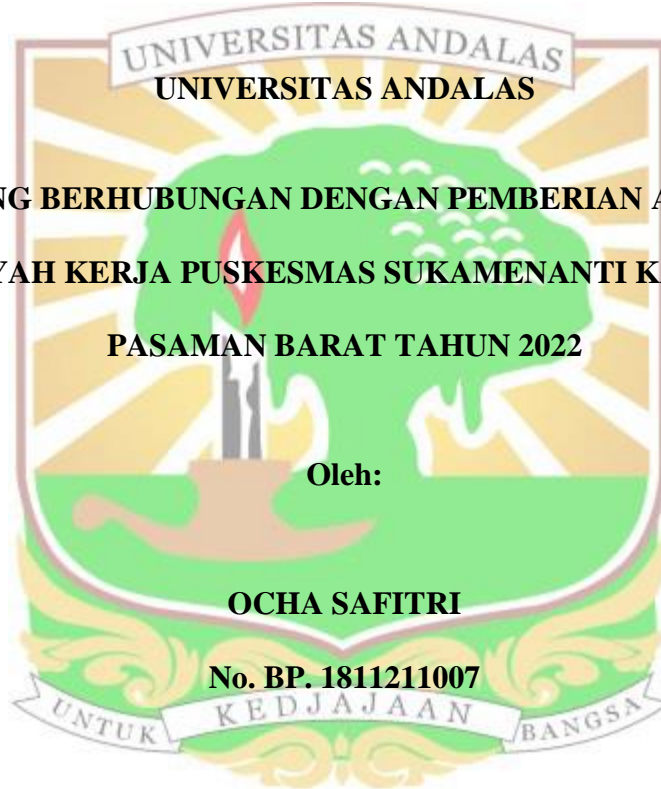 UNIVERSITAS ANDALAS
UNIVERSITAS ANDALAS
NG BERHUBUNGAN DENGAN PEMBERIAN A
YAH KERJA PUSKESMAS SUKAMENANTI KA
PASAMAN BARAT TAHUN 2022
Oleh:
OCHA SAFITRI
No. BP. 1811211007
UNTUK KEDJAJAAN BANGSA